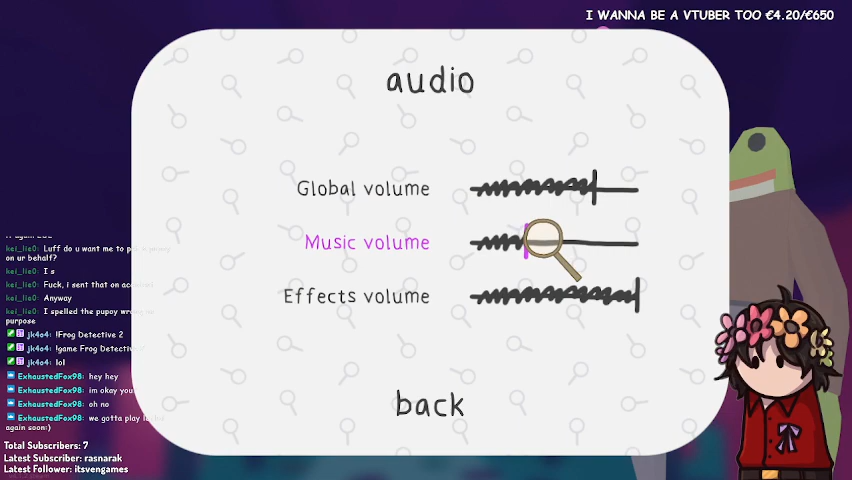 I WANNA BE A VTUBER TOO €4.20/€650
audio
Global volume
Music volume
Effects volume
back
kei_lie0: Luff do u want me to
on ur behalf?
kei_lie0: I s
kei_lie0: Fuck, i sent that on
kei_lie0: Anyway
kei_lie0: I spelled the pupoy wrong on
purpose
jk4o4: !Frog Detective 2
jk4o4: !game Frog Detective
jk4o4: lol
ExhaustedFox98: hey hey
ExhaustedFox98: im okay you
ExhaustedFox98: oh no
ExhaustedFox98: we gotta play
again soon:)
Total Subscribers: 7
Latest Subscriber: rasnarak
Latest Follower: itsvengames